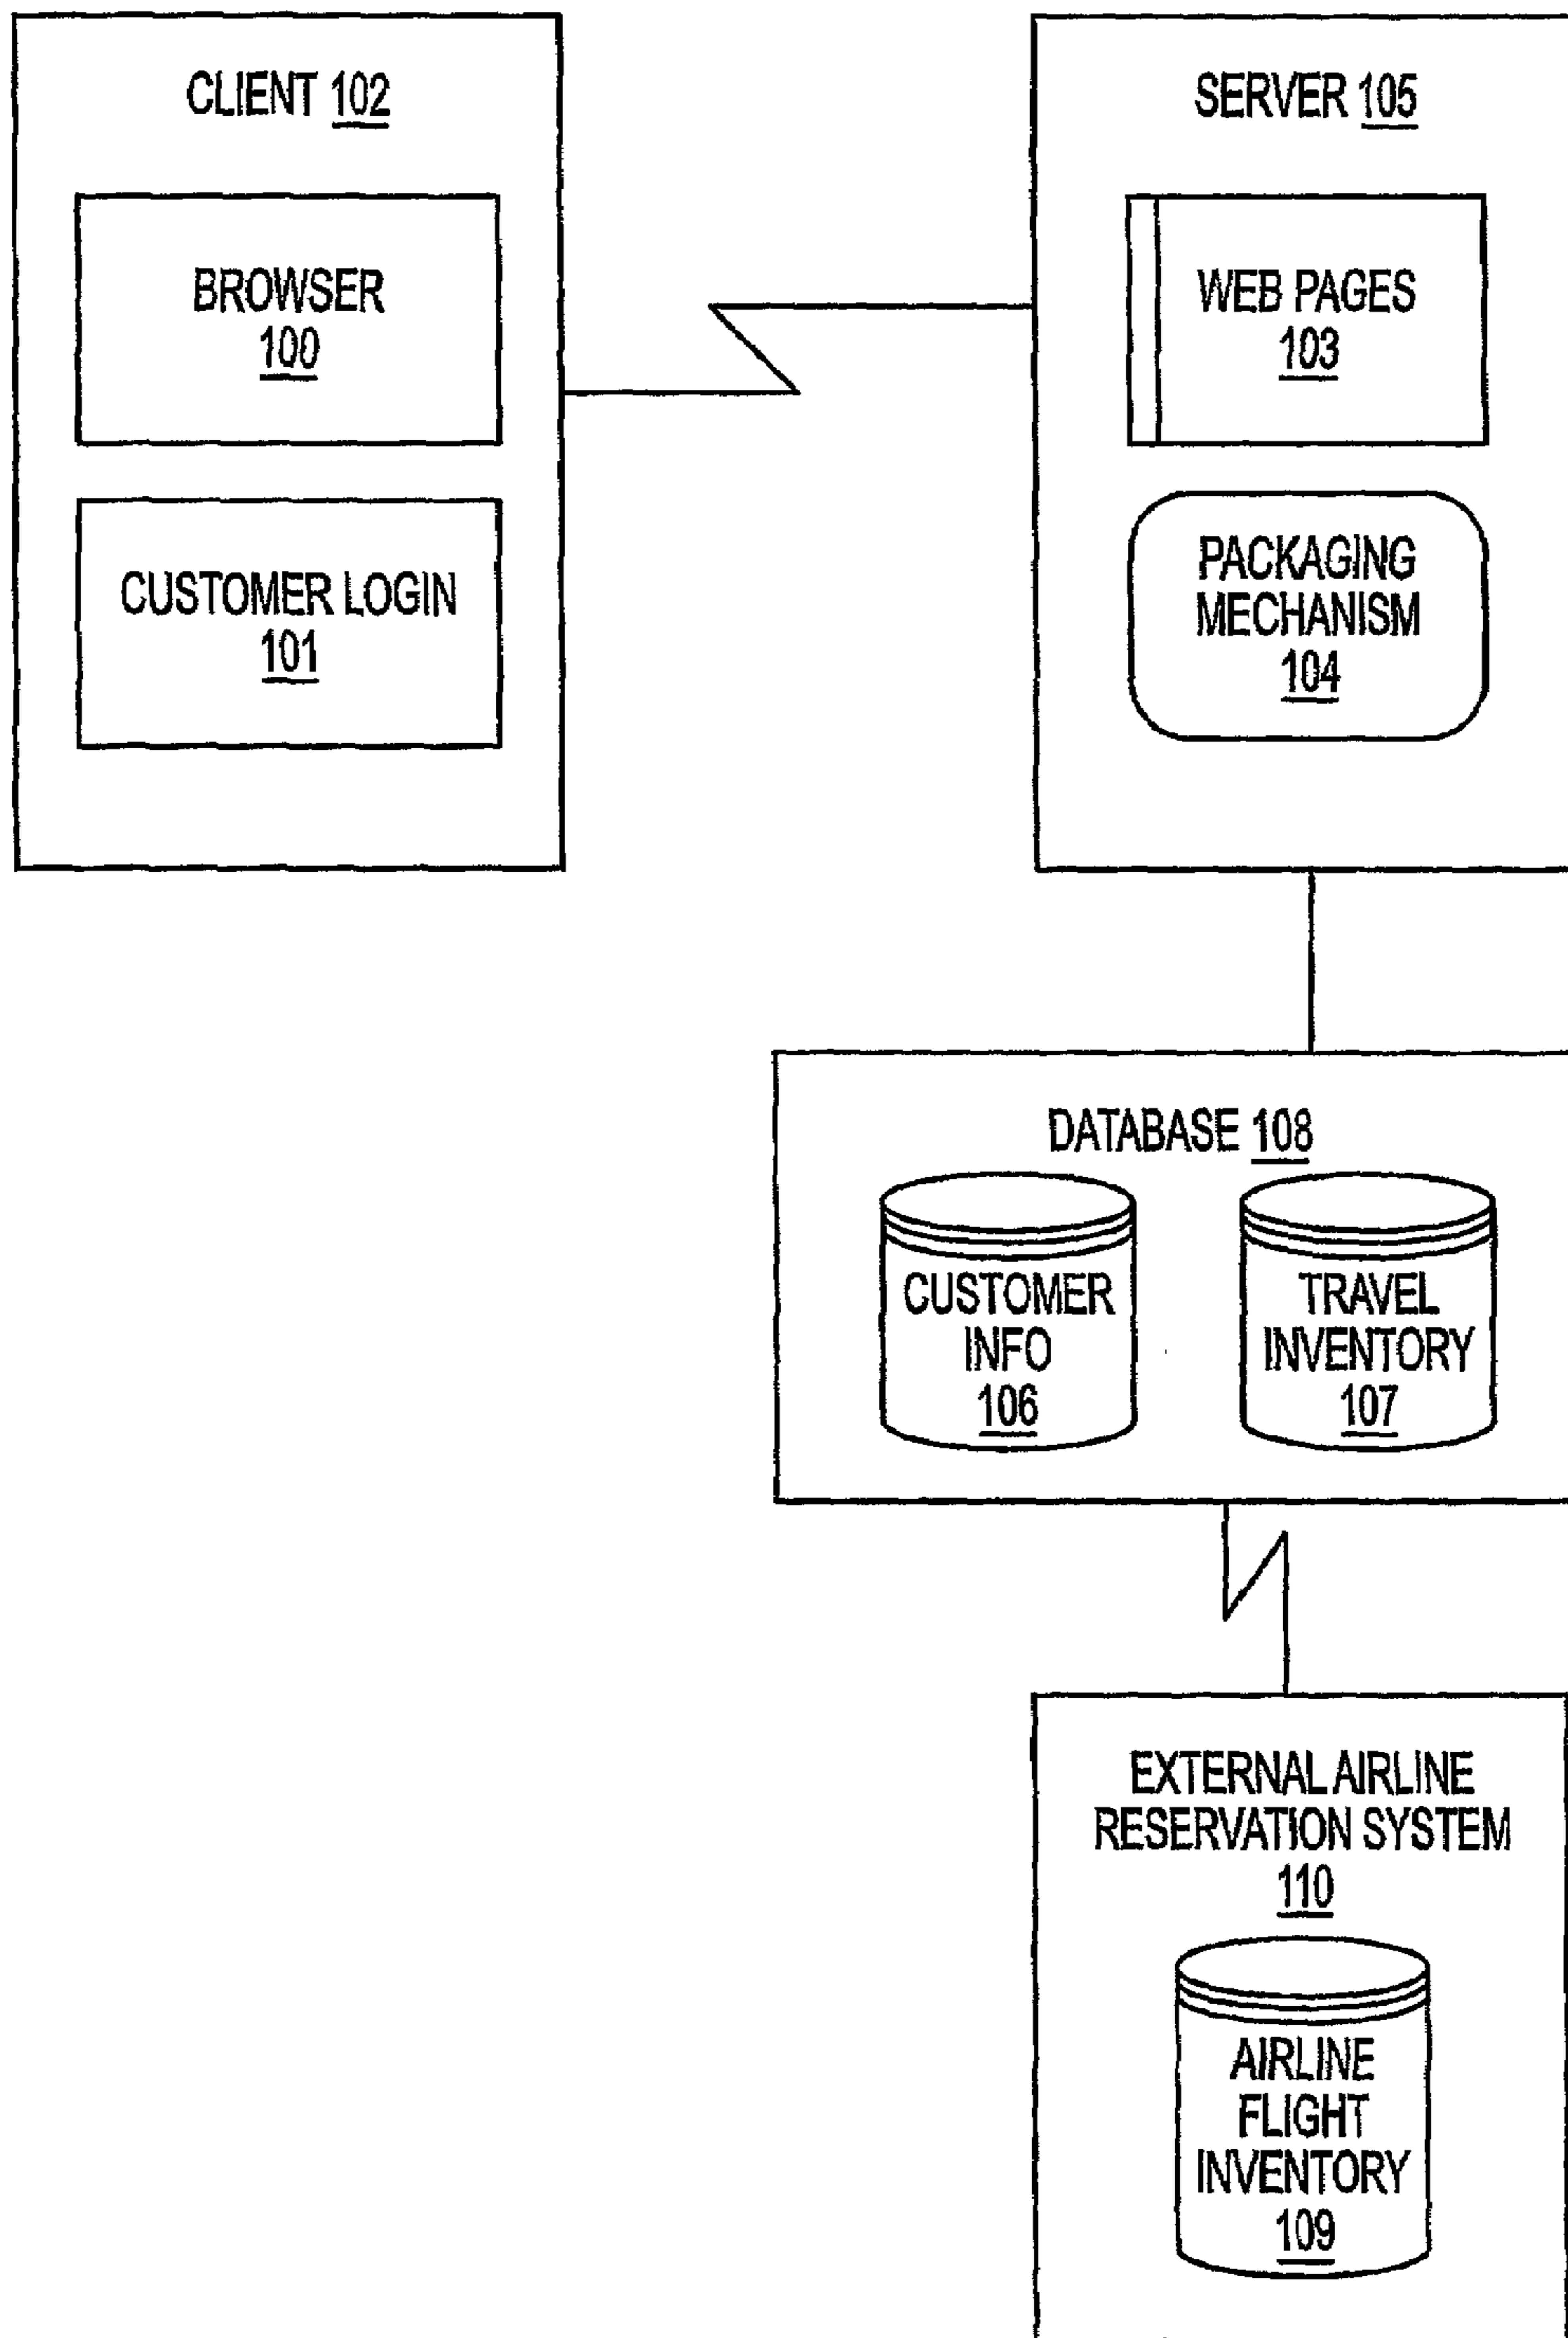 CLIENT 102
BROWSER
100
CUSTOMER LOGIN
101
SERVER 105
WEB PAGES
103
PACKAGING
MECHANISM
104
DATABASE 108
CUSTOMER
INFO
106
TRAVEL
INVENTORY
107
EXTERNAL AIRLINE
RESERVATION SYSTEM
110
AIRLINE
FLIGHT
INVENTORY
109